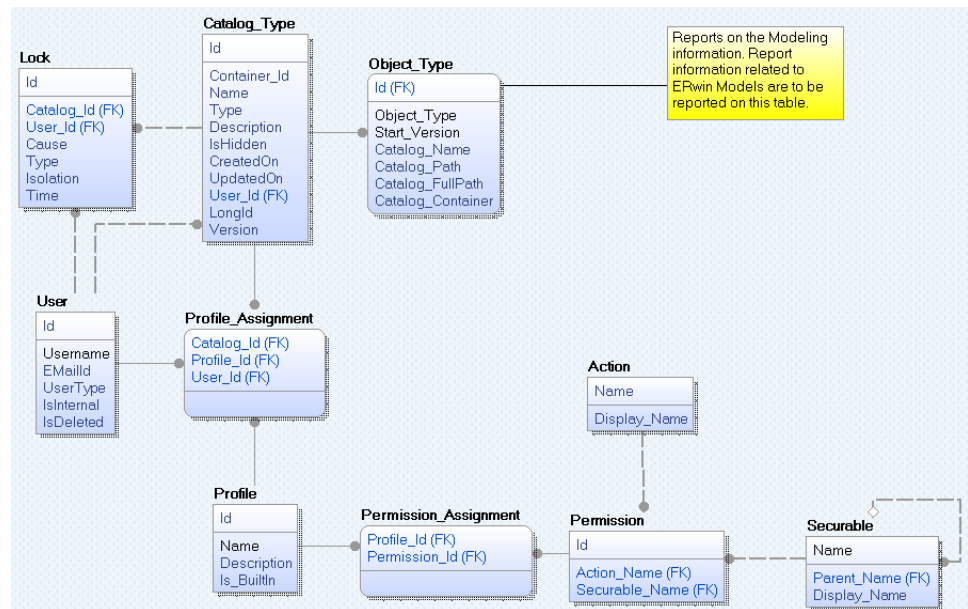 Catalog_Type
Id
Container_Id
Name
Type
Description
IsHidden
CreatedOn
UpdatedOn
User_Id (FK)
LongId
Version
Lock
Id
Catalog_Id (FK)
User_Id (FK)
Cause
Type
Isolation
Time
Object_Type
Id (FK)
Object_Type
Start_Version
Catalog_Name
Catalog_Path
Catalog_FullPath
Catalog_Container
Reports on the Modeling
information. Report
information related to
ERwin Models are to be
reported on this table.
User
Id
Username
EMailId
UserType
IsInternal
IsDeleted
Profile_Assignment
Catalog_Id (FK)
Profile_Id (FK)
User_Id (FK)
Action
Name
Display_Name
Profile
Id
Name
Description
Is_BuiltIn
Permission_Assignment
Profile_Id (FK)
Permission_Id (FK)
Permission
Id
Action_Name (FK)
Securable_Name (FK)
Securable
Name
Parent_Name (FK)
Display_Name